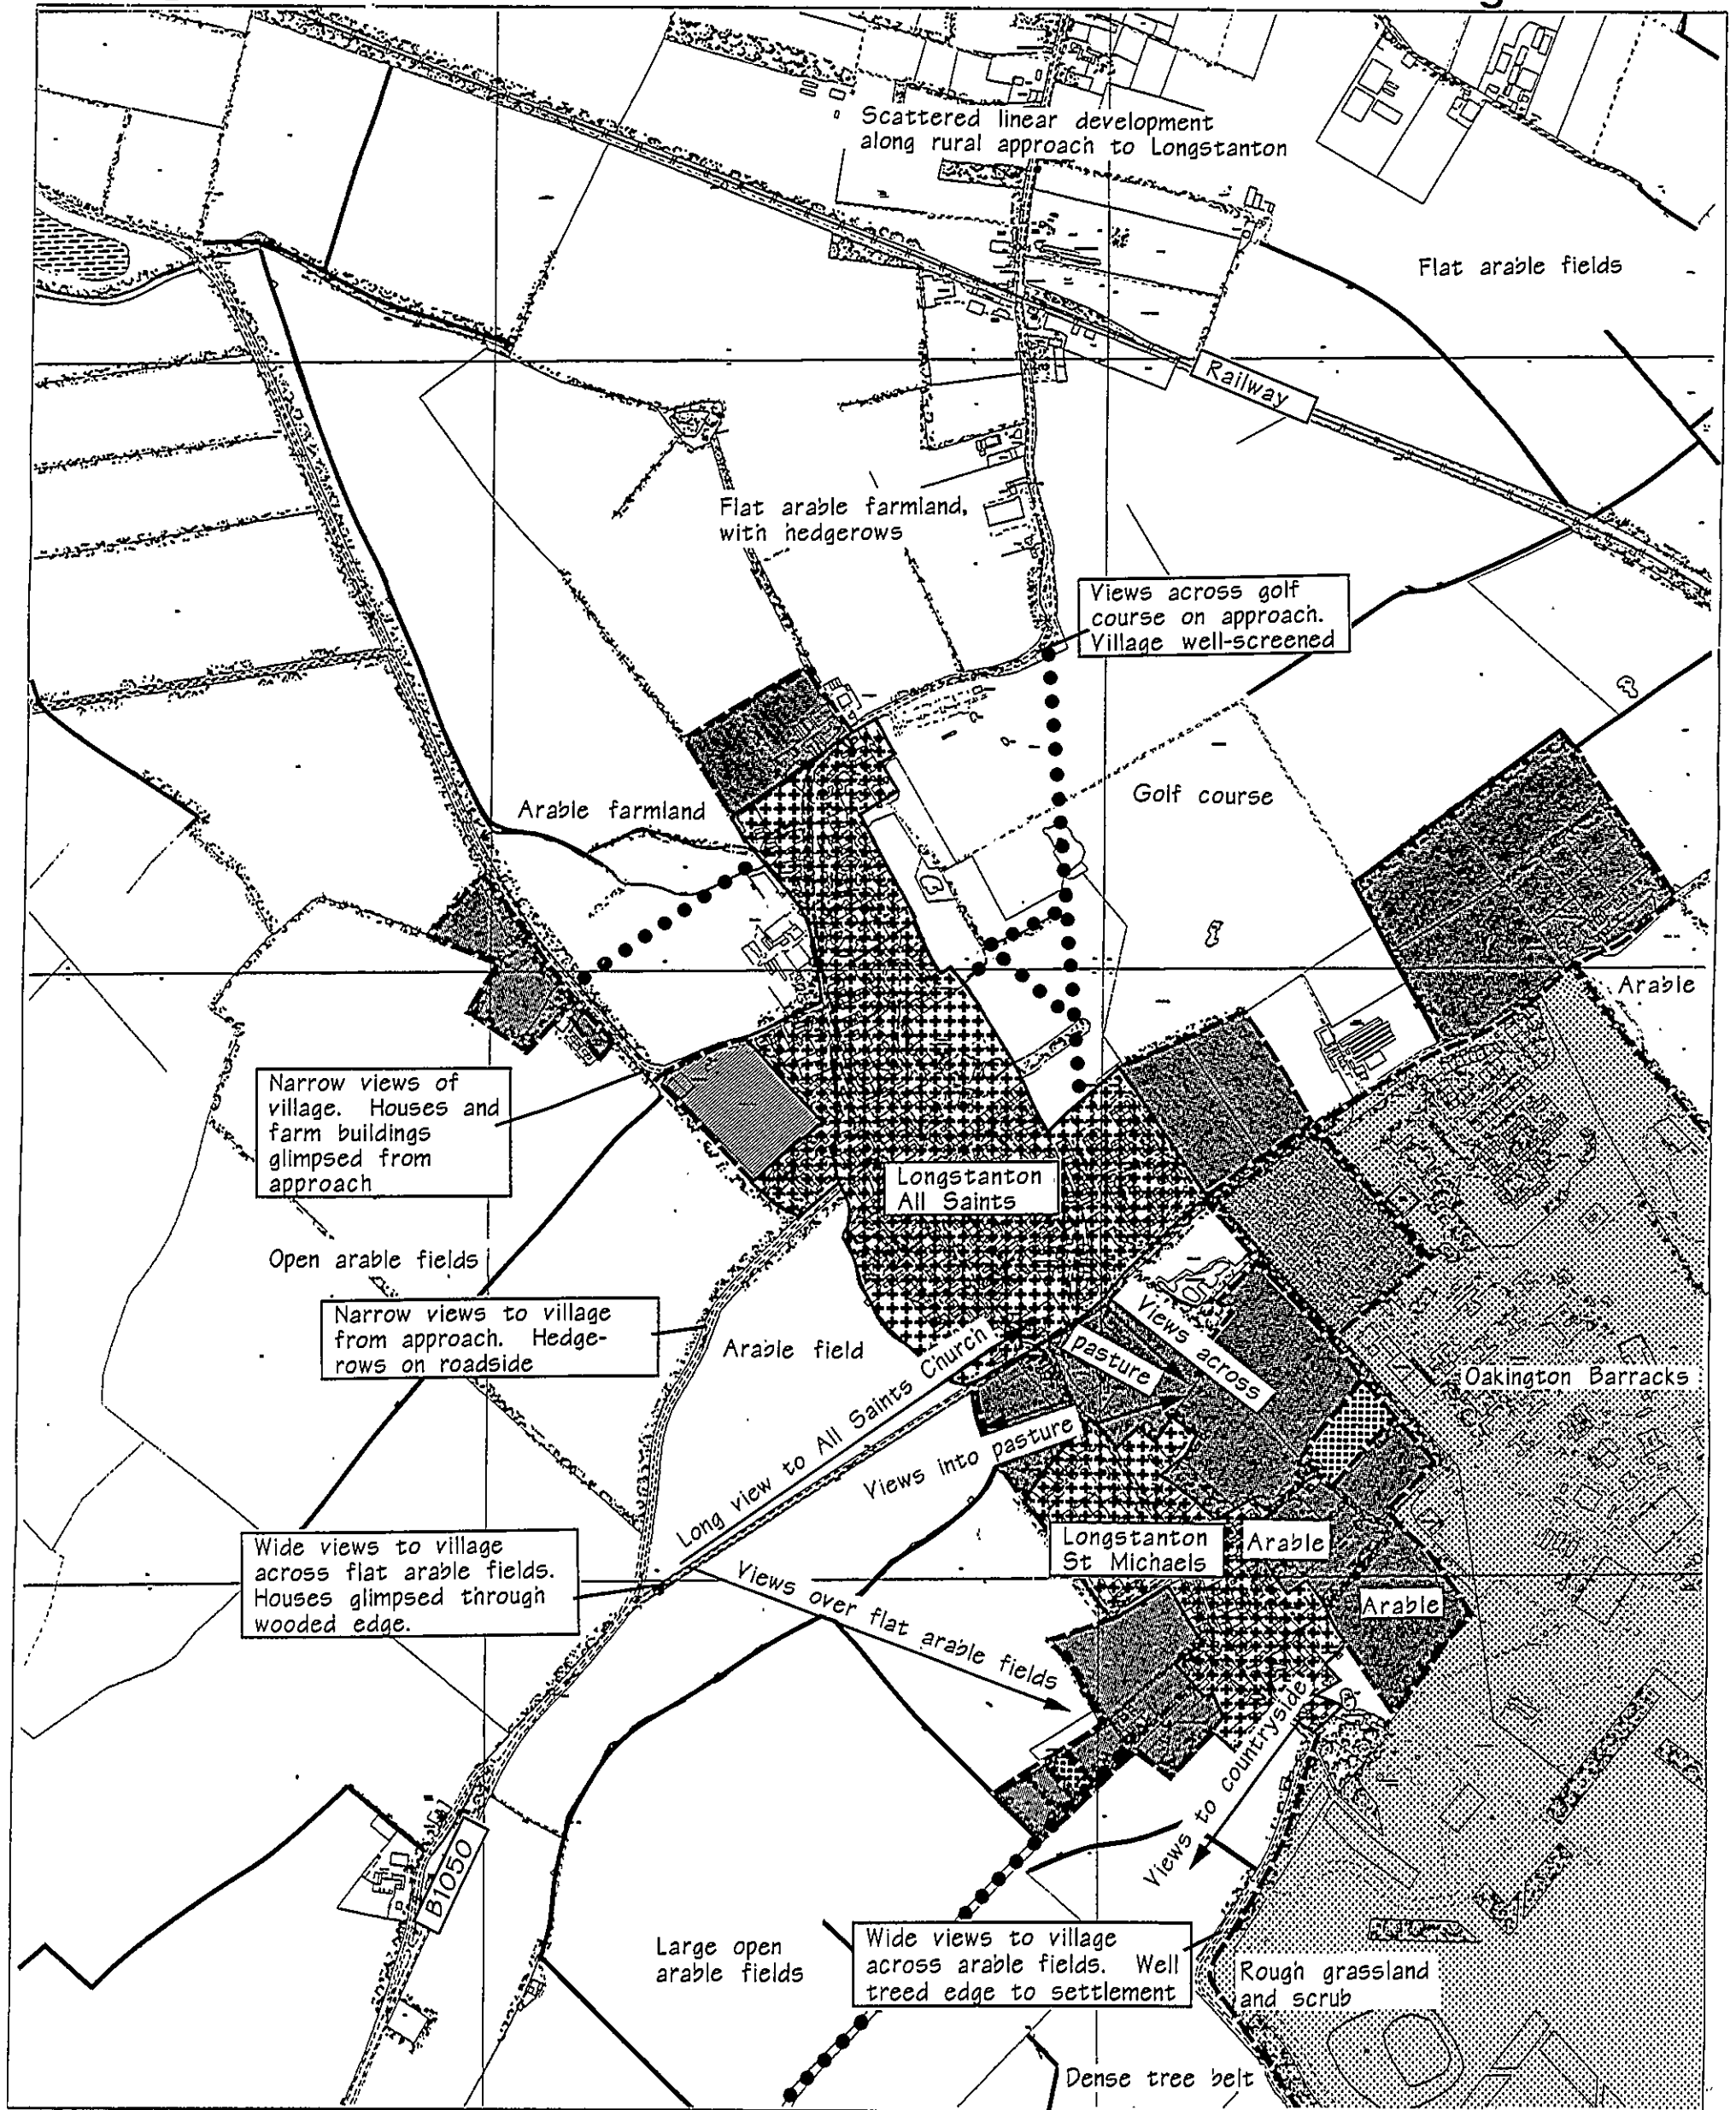 Scattered linear development
along rural approach to Longstanton
Flat arable fields
Railway
Flat arable farmland,
with hedgerows
Views across golf
course on approach.
Village well-screened
Arable farmland
Golf course
Arable
Narrow views of
village. Houses and
farm buildings
glimpsed from
approach
Longstanton
All Saints
Open arable fields
Narrow views to village
from approach. Hedge-
rows on roadside
Arable field
Views across
pasture
Oakington Barracks
Long view to All Saints Church
Views into pasture
Wide views to village
across flat arable fields.
Houses glimpsed through
wooded edge.
Longstanton
St Michaels
Arable
Arable
Views over flat arable fields
Views to countryside
B1050
Large open
arable fields
Wide views to village
across arable fields. Well
treed edge to settlement
Rough grassland
and scrub
Dense tree belt